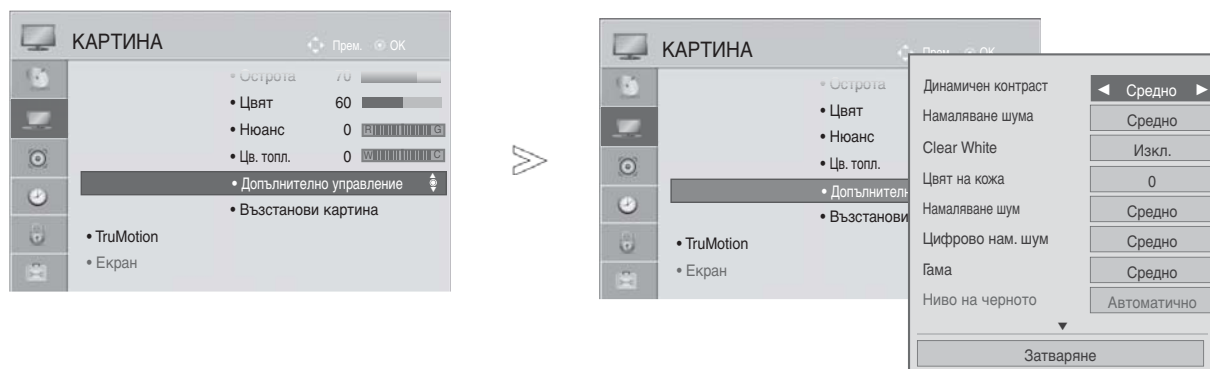 КАРТИНА
Прем. OK
• Острота 70
• Цвят 60
• Нюанс 0 R G
• Цв. топл. 0 W C
• Допълнително управление
• Възстанови картина
• TruMotion
• Екран
КАРТИНА
Прем. OK
• Острота
• Цвят
• Нюанс
• Цв. топл.
• Допълнителн
• Възстанови
• TruMotion
• Екран
Динамичен контраст ◄ Средно ►
Намаляване шума Средно
Clear White Изкл.
Цвят на кожа 0
Намаляване шум Средно
Цифрово нам. шум Средно
Гама Средно
Ниво на черното Автоматично
▼
Затваряне